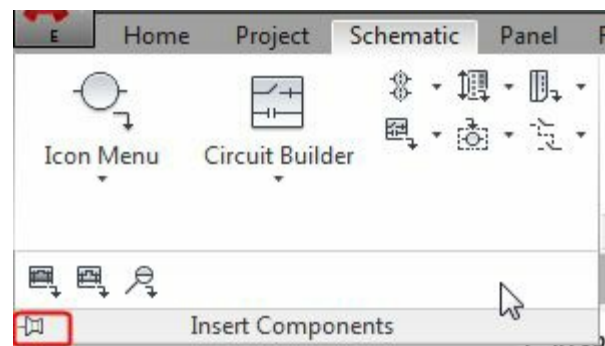 E Home Project Schematic Panel
Icon Menu Circuit Builder
Insert Components